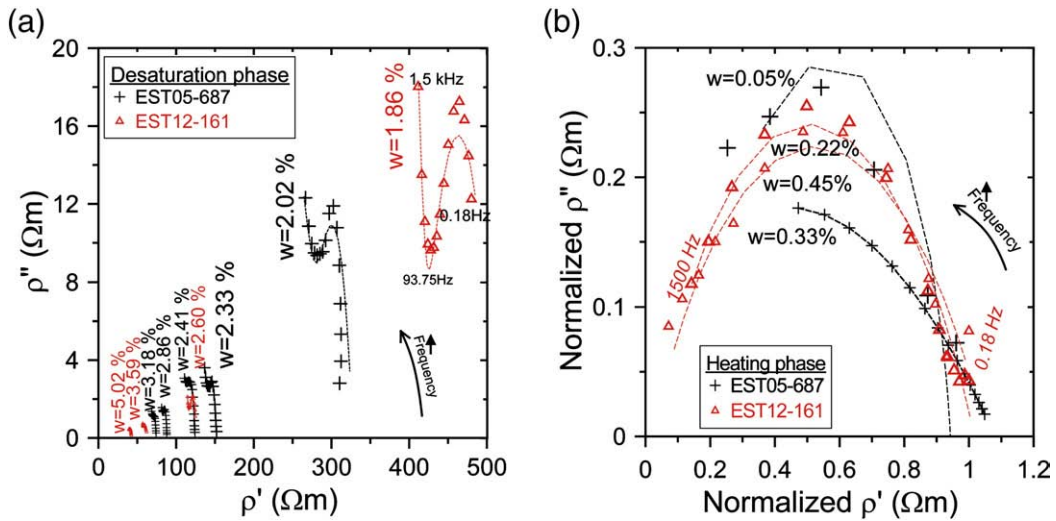 (a)
20
16
12
8
4
0
ρ" (Ωm)
0
100
200
300
400
500
ρ' (Ωm)
Desaturation phase
EST05-687
EST12-161
w=5.02 %
w=3.59 %
w=3.18 %
w=2.86 %
w=2.41 %
w=2.60 %
w=2.33 %
w=2.02 %
w=1.86 %
1.5 kHz
0.18Hz
93.75Hz
Frequency
(b)
0.3
0.2
0.1
0
Normalized ρ" (Ωm)
0
0.2
0.4
0.6
0.8
1
1.2
Normalized ρ' (Ωm)
w=0.05%
w=0.22%
w=0.45%
w=0.33%
1500 Hz
0.18 Hz
Frequency
Heating phase
EST05-687
EST12-161